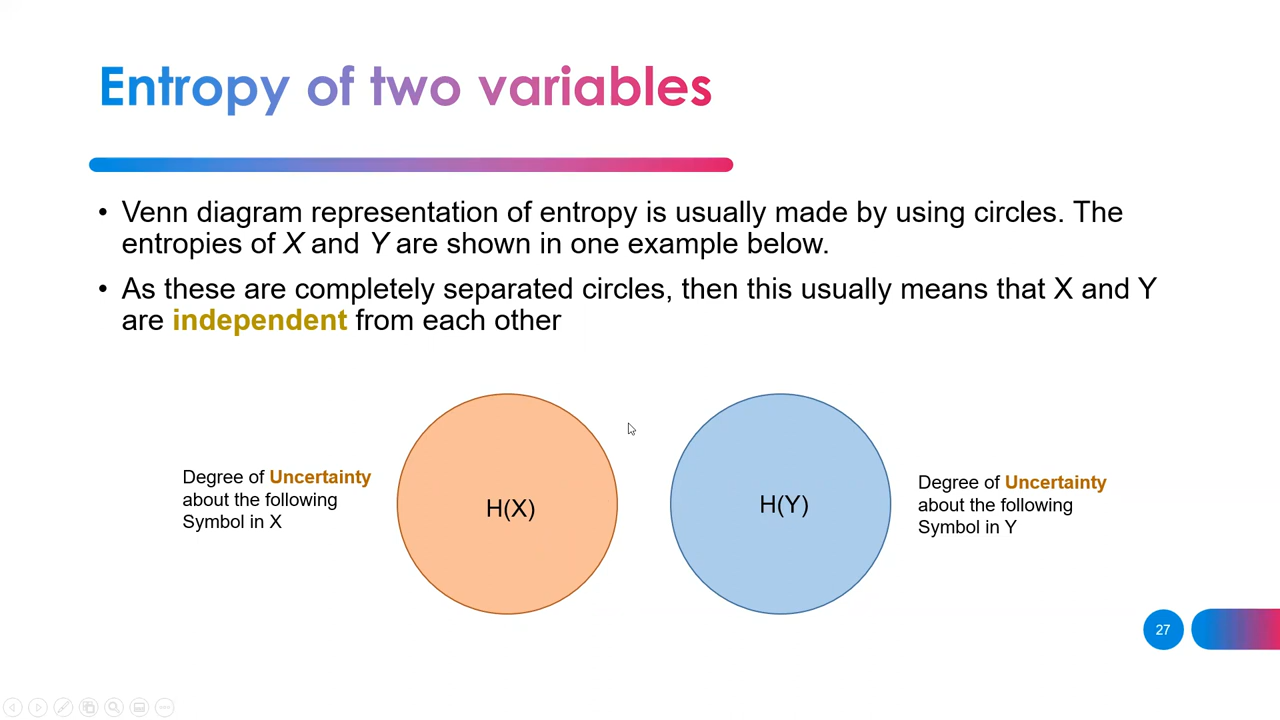 Entropy of two variables
• Venn diagram representation of entropy is usually made by using circles. The
entropies of X and Y are shown in one example below.
• As these are completely separated circles, then this usually means that X and Y
are independent from each other
Degree of Uncertainty
about the following
Symbol in X
H(X)
H(Y)
Degree of Uncertainty
about the following
Symbol in Y
27